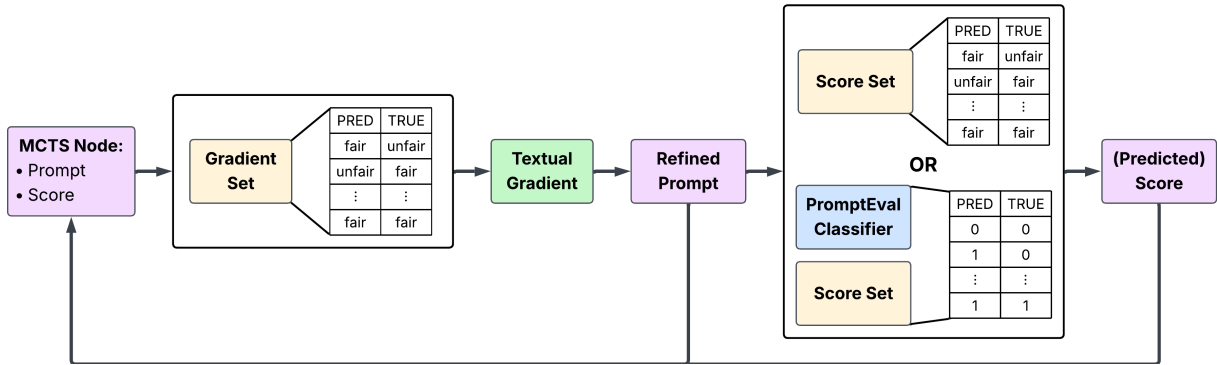 MCTS Node:
• Prompt
• Score
Gradient
Set
PRED TRUE
fair unfair
unfair fair
⋮ ⋮
fair fair
Textual
Gradient
Refined
Prompt
Score Set
PRED TRUE
fair unfair
unfair fair
⋮ ⋮
fair fair
OR
PromptEval
Classifier
Score Set
PRED TRUE
0 0
1 0
⋮ ⋮
1 1
(Predicted)
Score